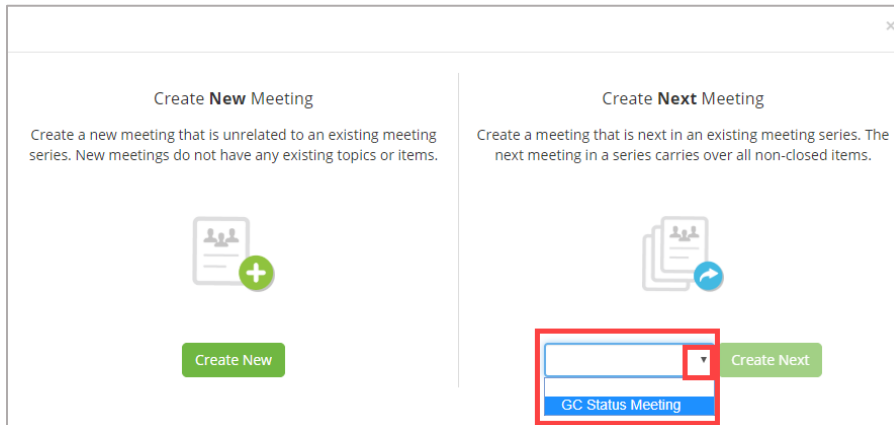 ×
Create New Meeting
Create a new meeting that is unrelated to an existing meeting
series. New meetings do not have any existing topics or items.
Create New
Create Next Meeting
Create a meeting that is next in an existing meeting series. The
next meeting in a series carries over all non-closed items.
Create Next
GC Status Meeting